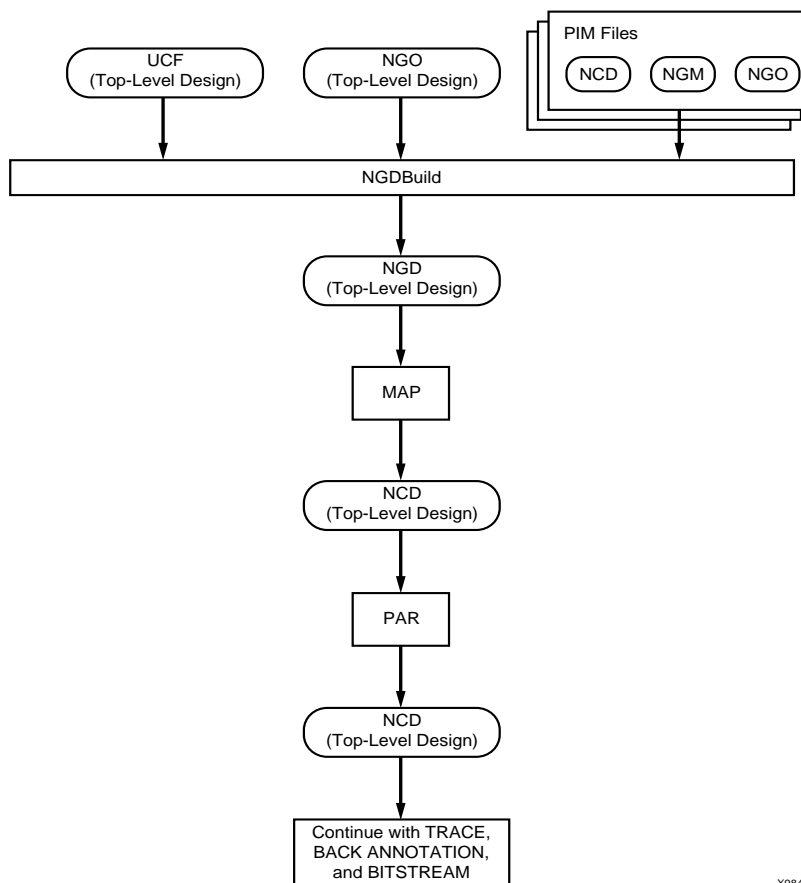 UCF
(Top-Level Design)
NGO
(Top-Level Design)
PIM Files
NCD
NGM
NGO
NGDBuild
NGD
(Top-Level Design)
MAP
NCD
(Top-Level Design)
PAR
NCD
(Top-Level Design)
Continue with TRACE,
BACK ANNOTATION,
and BITSTREAM